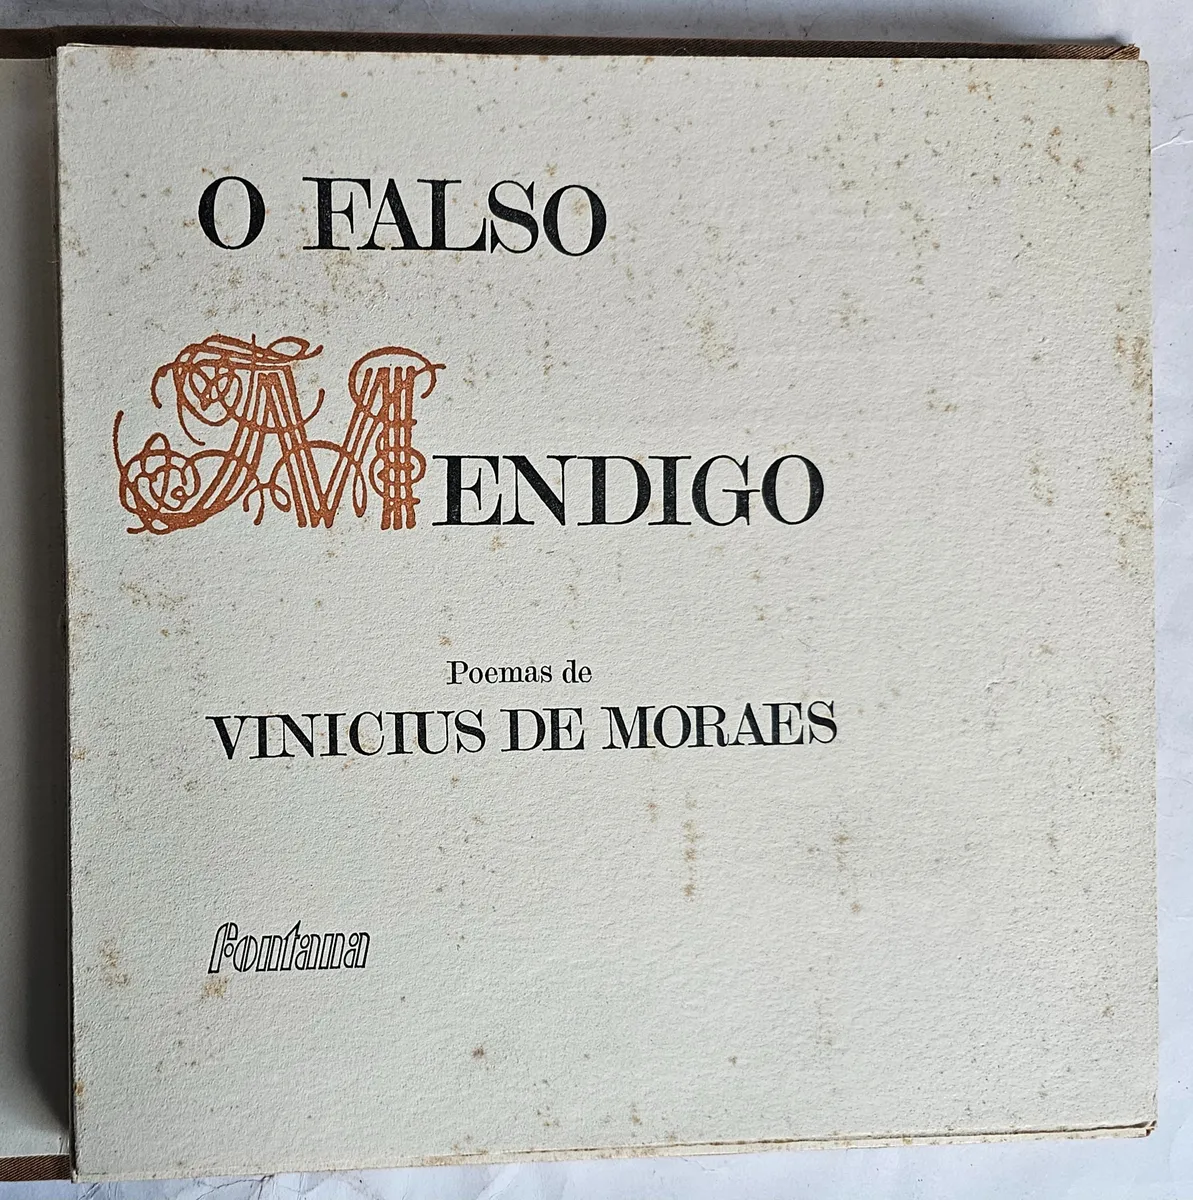 O FALSO
MENDIGO
Poemas de
VINICIUS DE MORAES
fontana